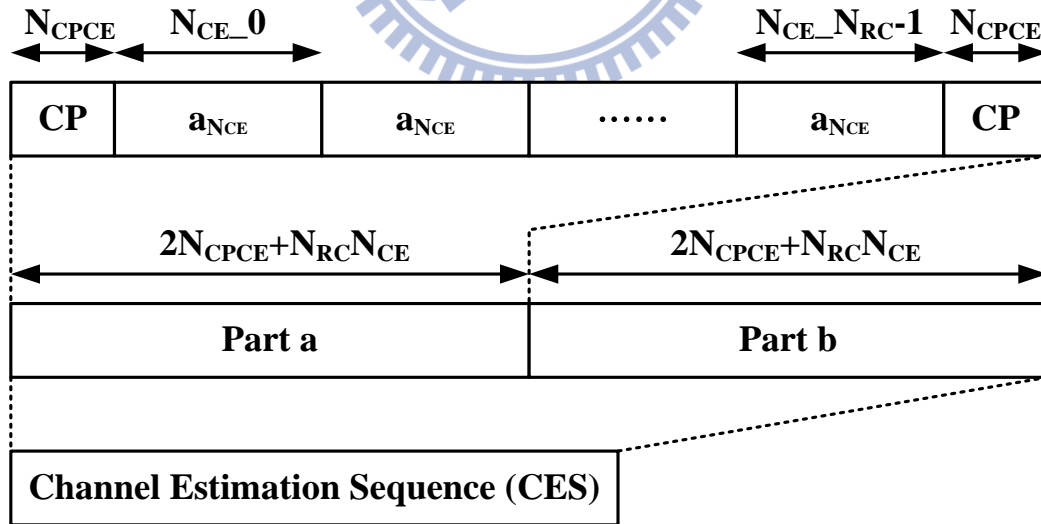 N_CPCE N_CE_0 N_CE_N_RC-1 N_CPCE
CP a_NCE a_NCE ...... a_NCE CP
2N_CPCE+N_RCN_CE 2N_CPCE+N_RCN_CE
Part a Part b
Channel Estimation Sequence (CES)